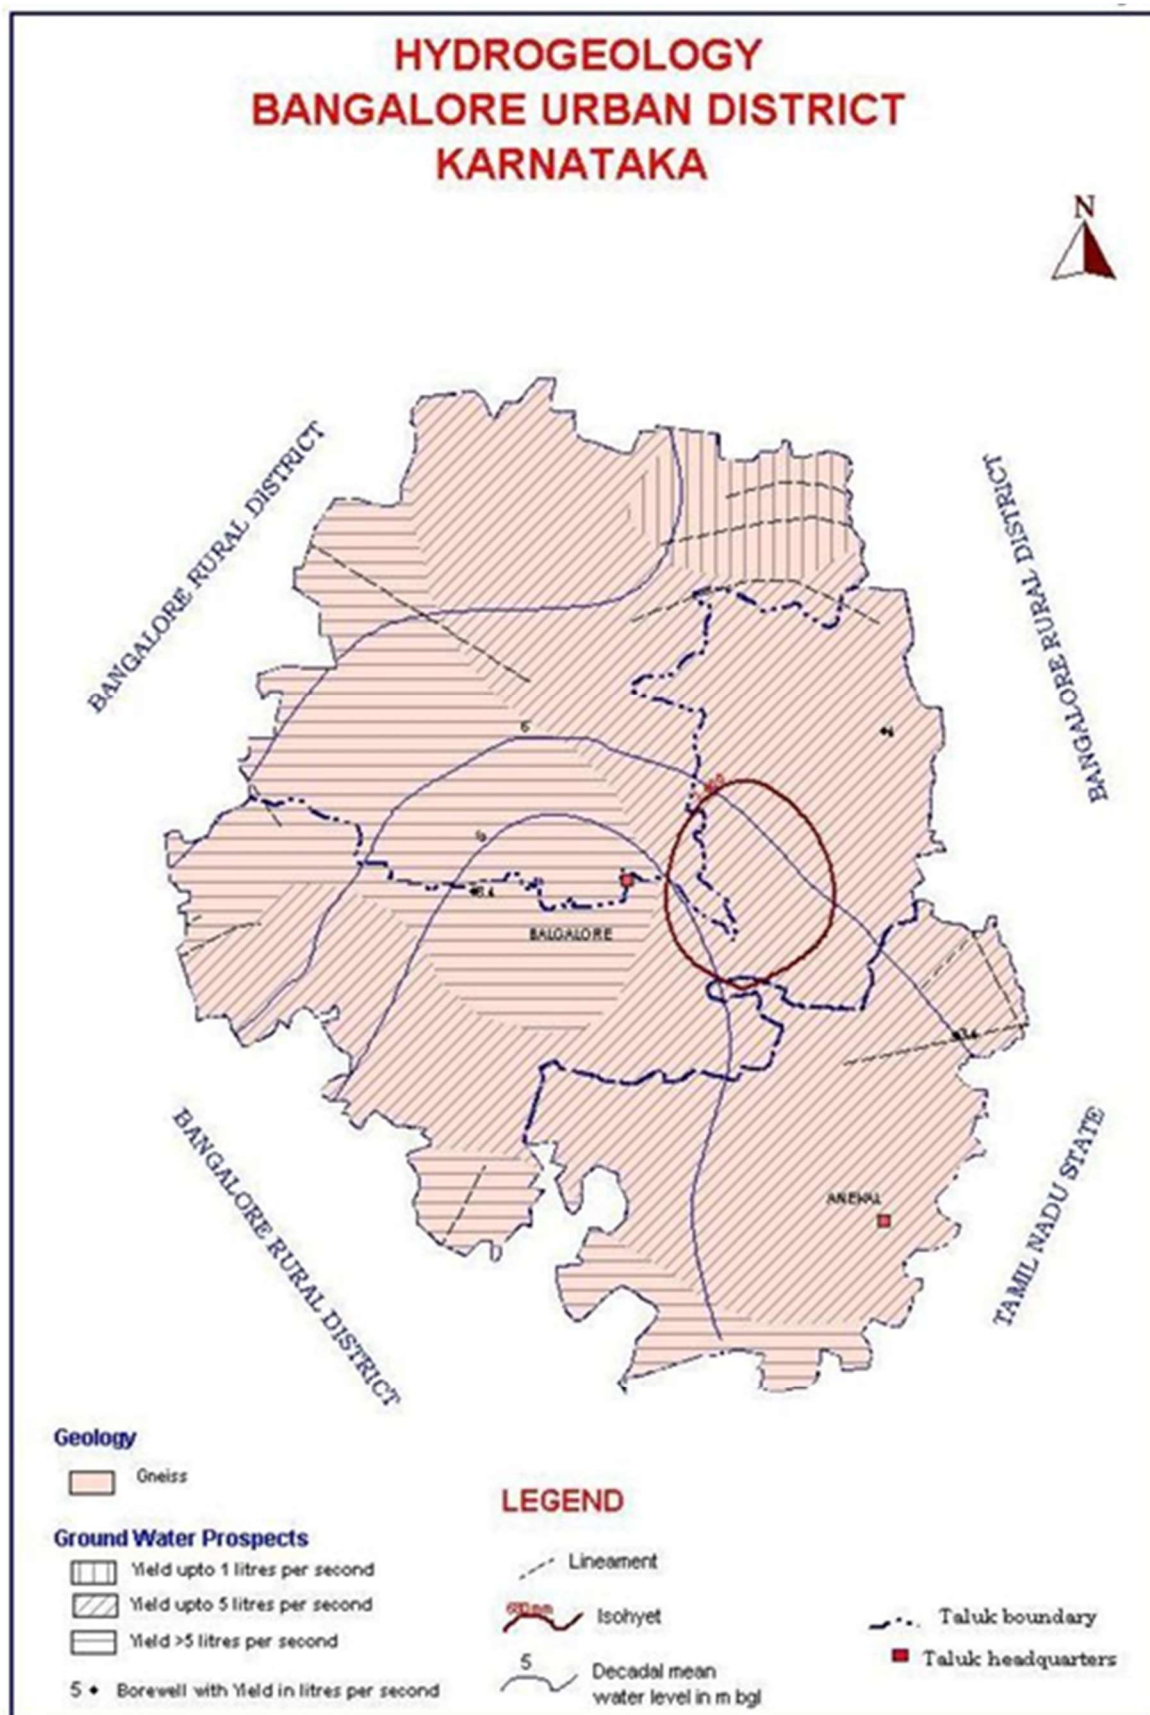 HYDROGEOLOGY
BANGALORE URBAN DISTRICT
KARNATAKA
N
BANGALORE RURAL DISTRICT
BANGALORE RURAL DISTRICT
6
BALGALORE
BANGALORE RURAL DISTRICT
TAMIL NADU STATE
ANEKAL
Geology
Gneiss
Ground Water Prospects
Yield upto 1 litres per second
Yield upto 5 litres per second
Yield >5 litres per second
5 Borewell with Yield in litres per second
LEGEND
Lineament
Isohyet
5
Decadal mean
water level in m bgl
Taluk boundary
Taluk headquarters